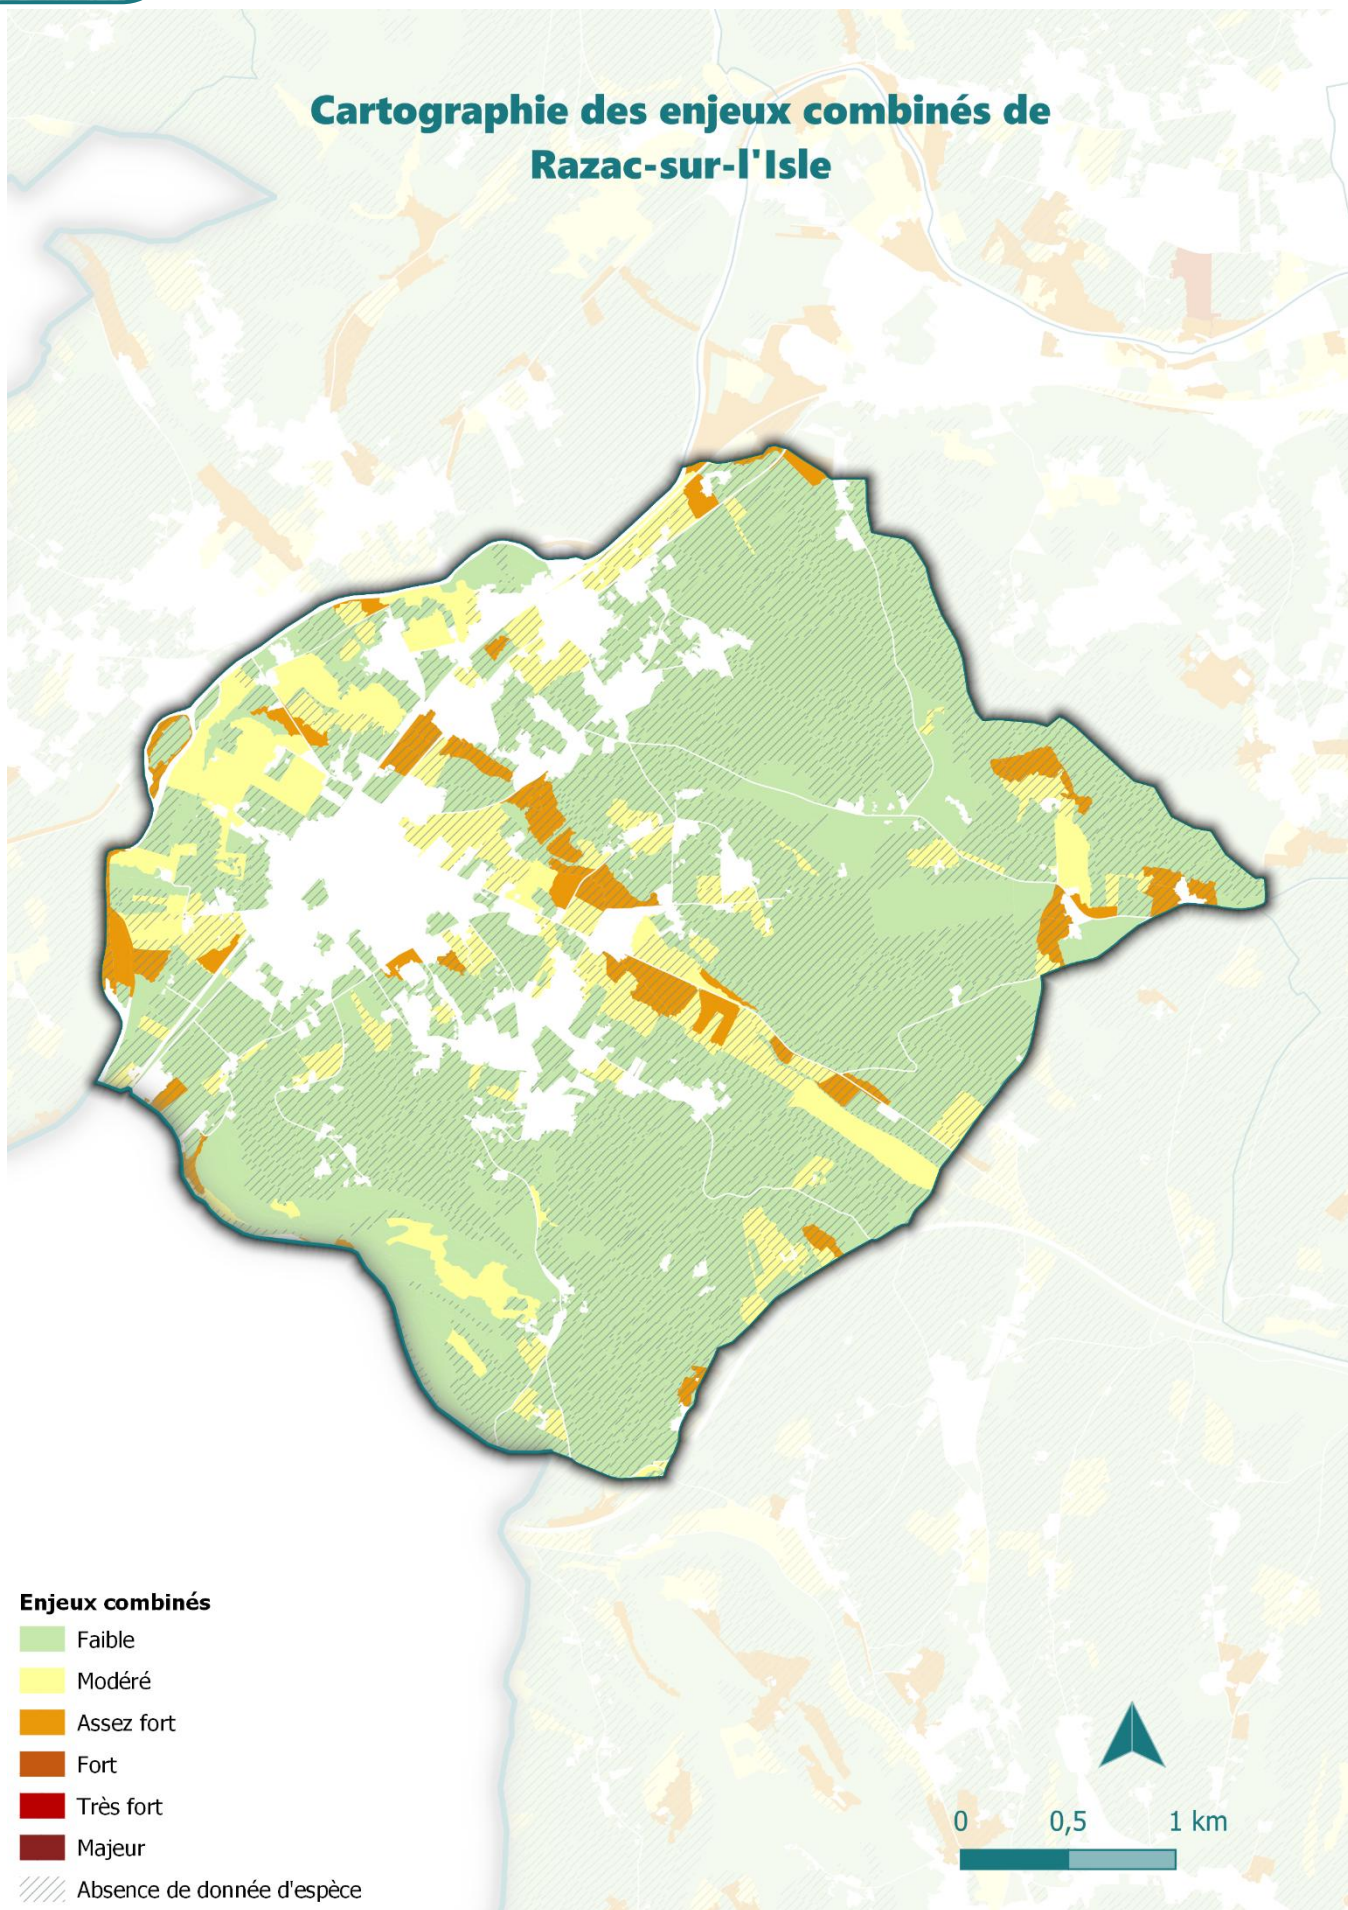 Cartographie des enjeux combinés de
Razac-sur-l'Isle
Enjeux combinés
Faible
Modéré
Assez fort
Fort
Très fort
Majeur
Absence de donnée d'espèce
0 0,5 1 km